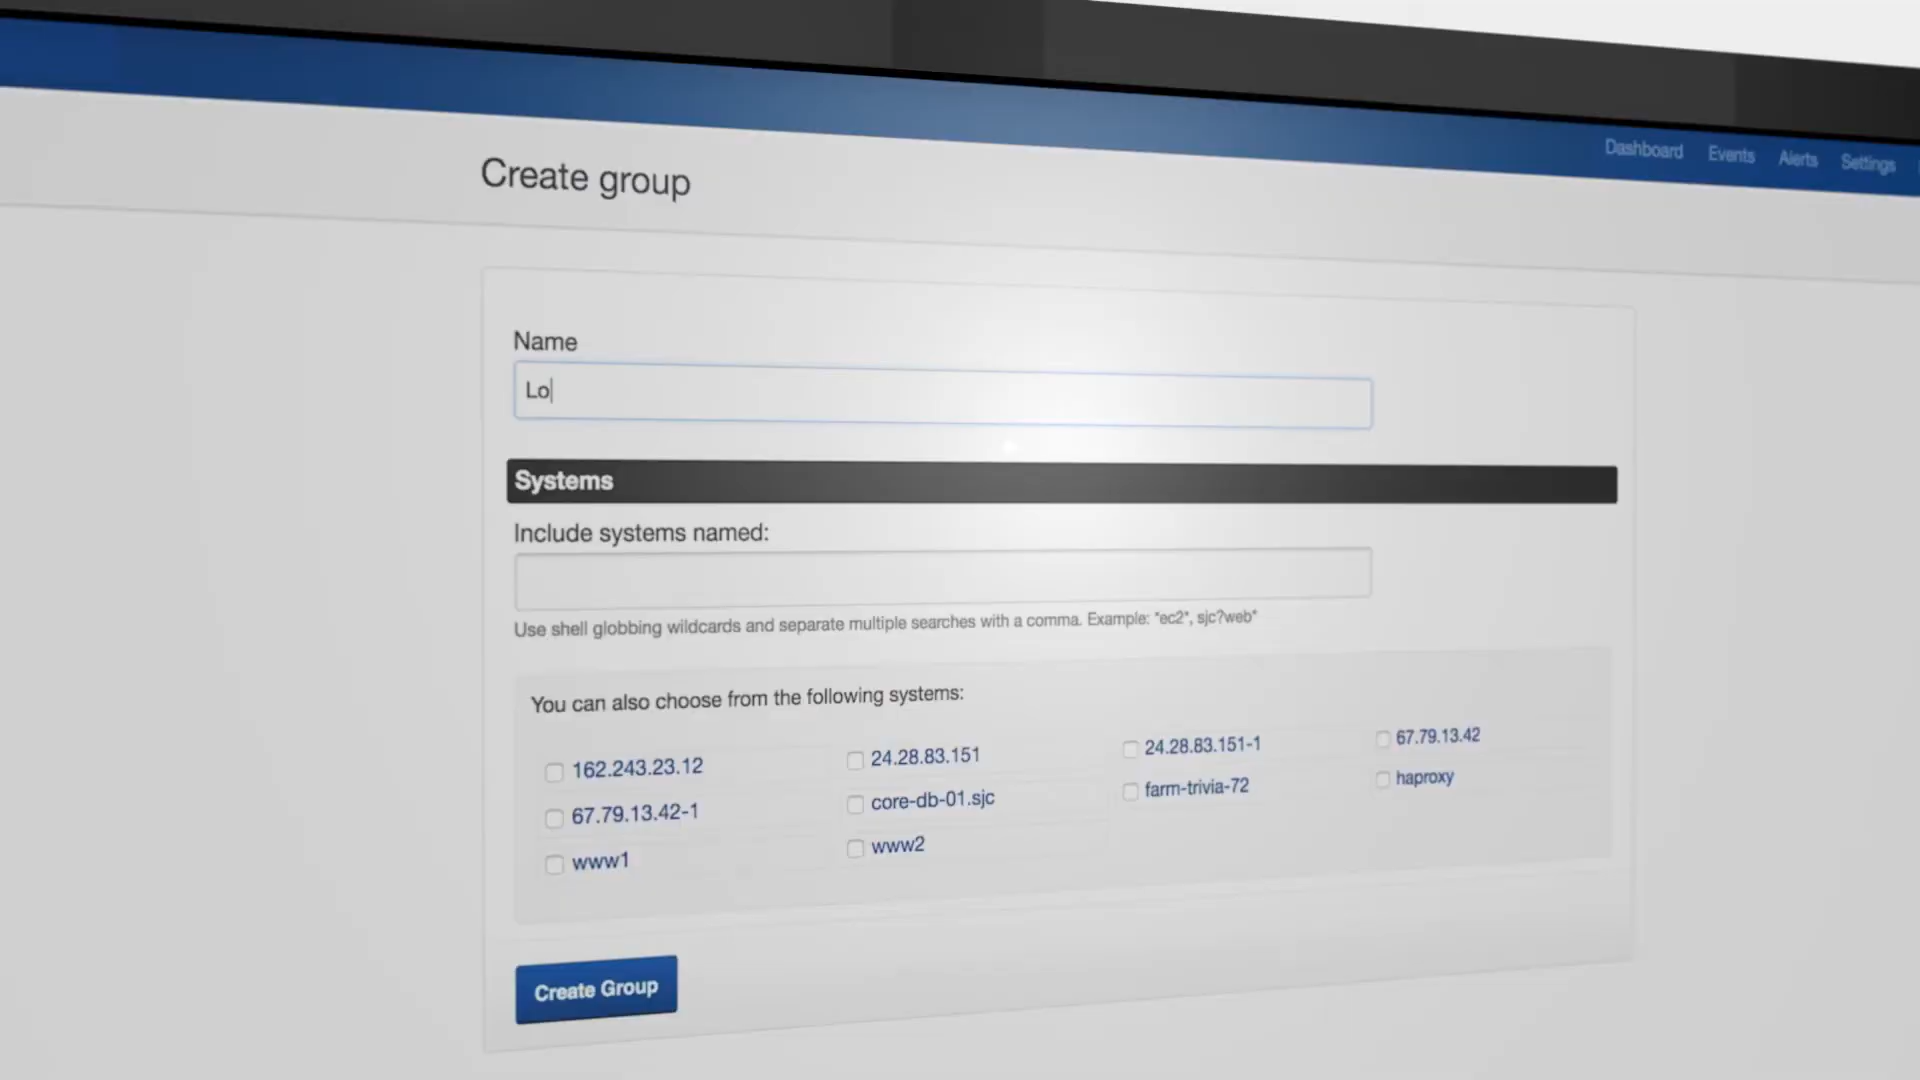 Dashboard Events Alerts Settings
Create group
Name
Lo
Systems
Include systems named:
Use shell globbing wildcards and separate multiple searches with a comma. Example: *ec2*, sjc?web*
You can also choose from the following systems:
162.243.23.12 24.28.83.151 24.28.83.151-1 67.79.13.42
67.79.13.42-1 core-db-01.sjc farm-trivia-72 haproxy
www1 www2
Create Group